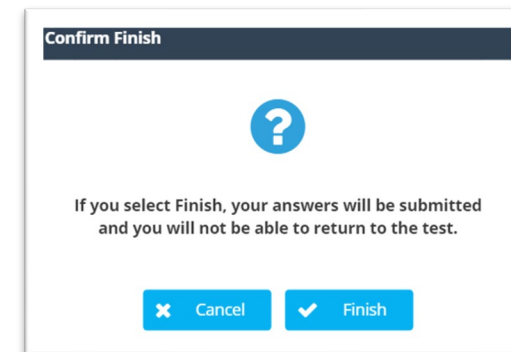 Confirm Finish
?
If you select Finish, your answers will be submitted
and you will not be able to return to the test.
Cancel
Finish